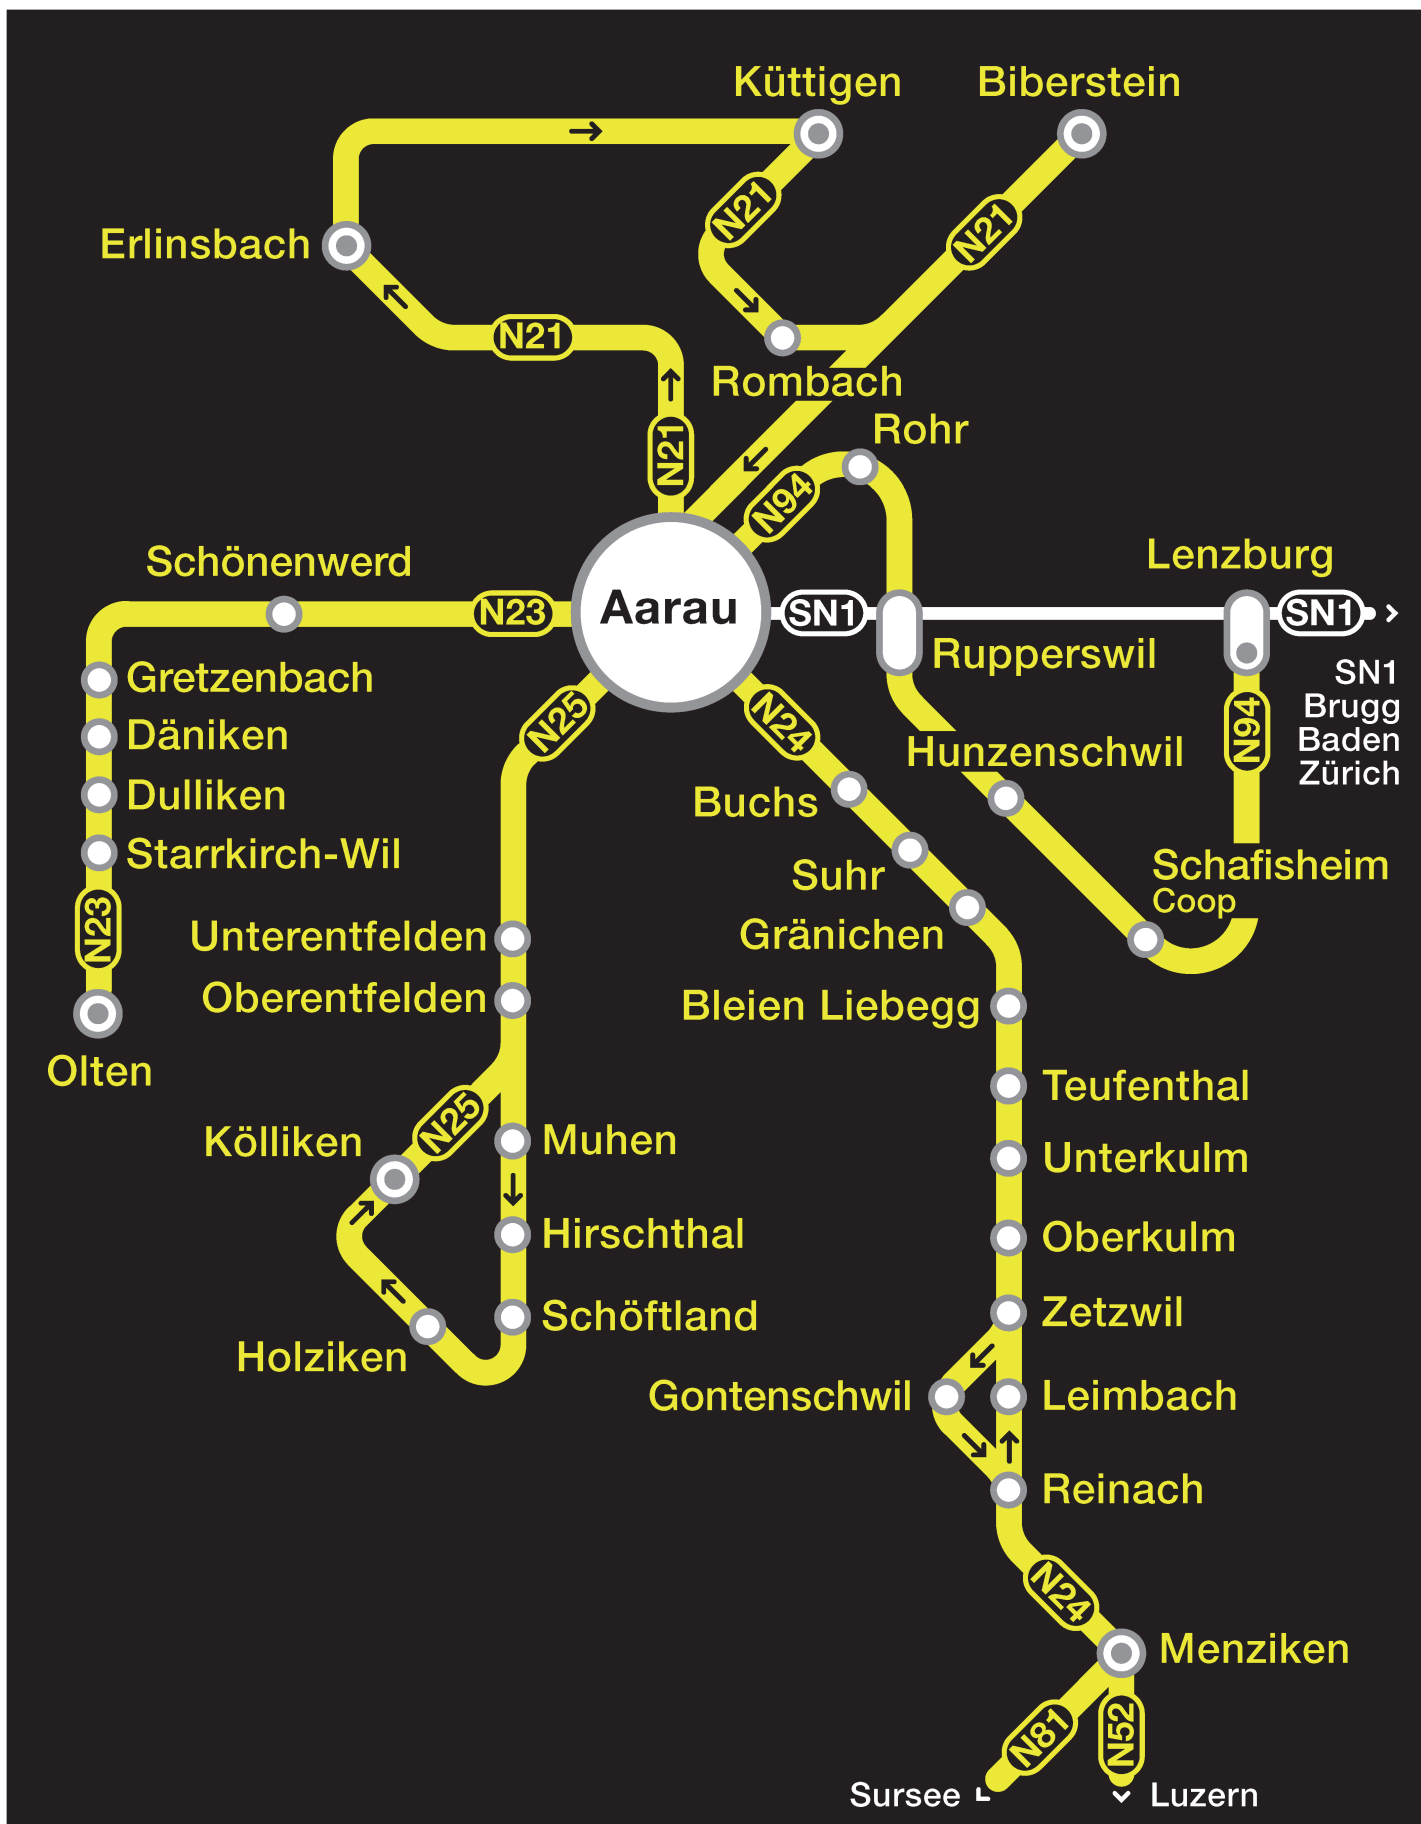 Küttigen
Biberstein
N21
N21
Erlinsbach
N21
Rombach
Rohr
N21
N94
Schönenwerd
Lenzburg
N23
Aarau
SN1
SN1
Rupperswil
SN1
Brugg
Baden
Zürich
Gretzenbach
N25
N24
N94
Däniken
Hunzenschwil
Dulliken
Buchs
Starrkirch-Wil
Suhr
Schafisheim
Coop
N23
Unterentfelden
Gränichen
Oberentfelden
Bleien Liebegg
Olten
Teufenthal
N25
Kölliken
Muhen
Unterkulm
Hirschthal
Oberkulm
Schöftland
Zetzwil
Holziken
Gontenschwil
Leimbach
Reinach
N24
Menziken
N81
N52
Sursee
Luzern